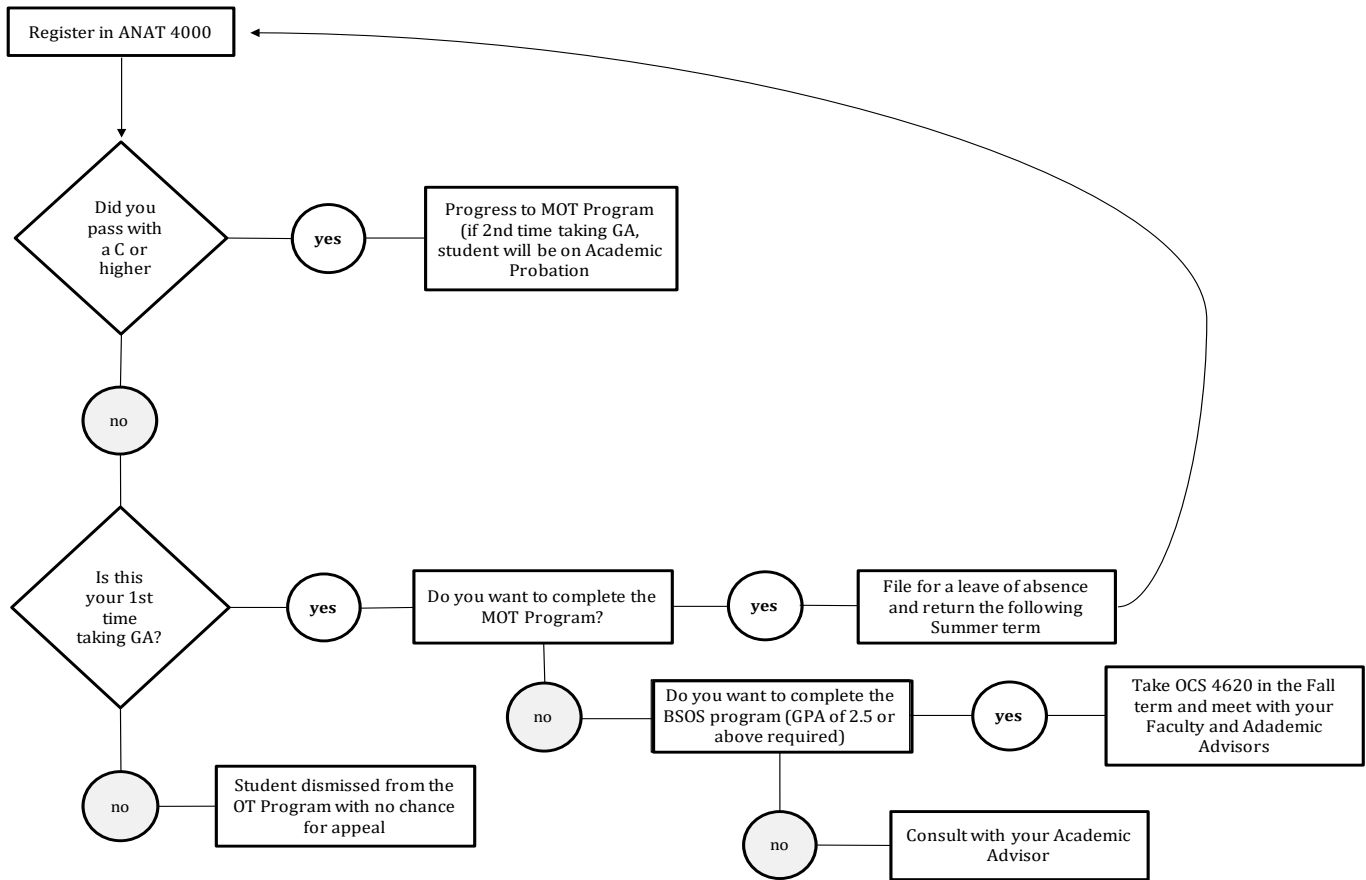 Register in ANAT 4000
Did you
pass with
a C or
higher
yes
Progress to MOT Program
(if 2nd time taking GA,
student will be on Academic
Probation
no
Is this
your 1st
time
taking GA?
yes
Do you want to complete the
MOT Program?
yes
File for a leave of absence
and return the following
Summer term
no
Do you want to complete the
BSOS program (GPA of 2.5 or
above required)
yes
Take OCS 4620 in the Fall
term and meet with your
Faculty and Adademic
Advisors
no
Student dismissed from the
OT Program with no chance
for appeal
no
Consult with your Academic
Advisor